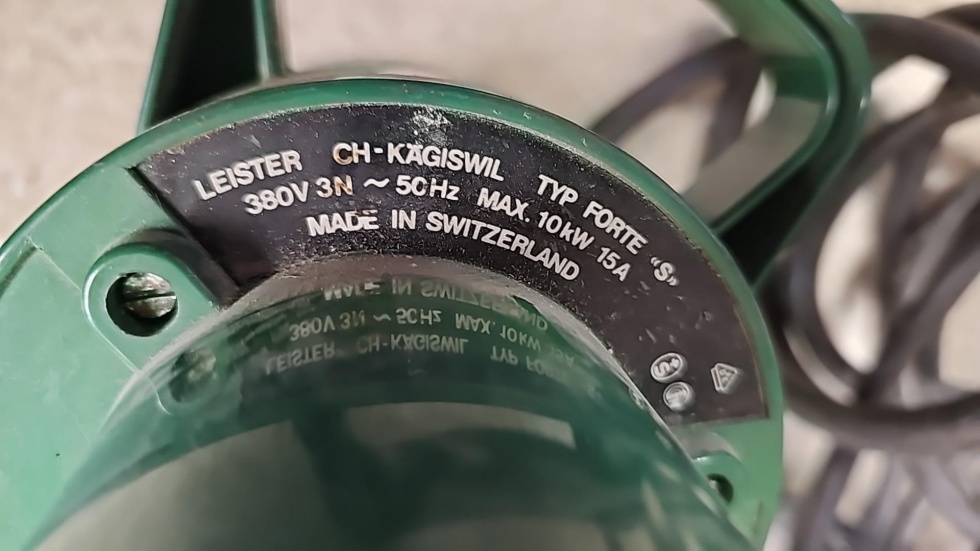 LEISTER CH-KÄGISWIL TYP FORTE "S"
380V 3N ~ 50Hz MAX. 10kW 15A
MADE IN SWITZERLAND